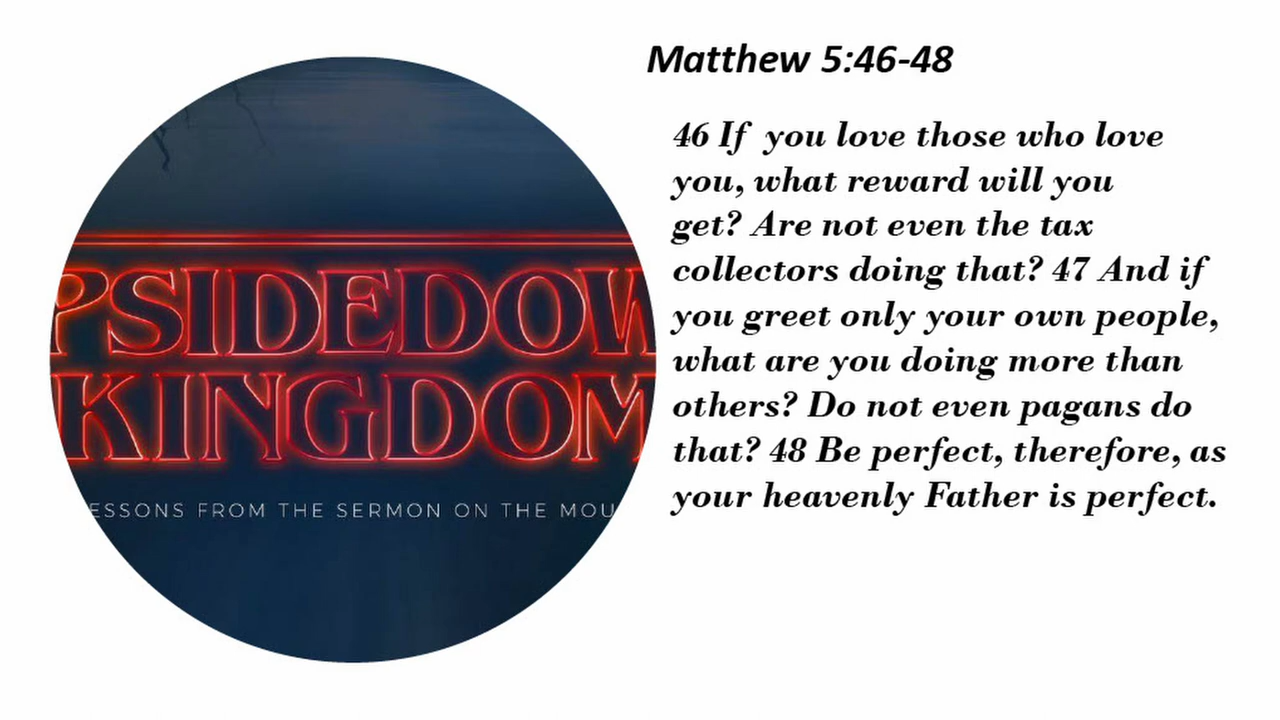 PSIDEDOW
KINGDOM
ESSONS FROM THE SERMON ON THE MOU
Matthew 5:46-48
46 If you love those who love
you, what reward will you
get? Are not even the tax
collectors doing that? 47 And if
you greet only your own people,
what are you doing more than
others? Do not even pagans do
that? 48 Be perfect, therefore, as
your heavenly Father is perfect.